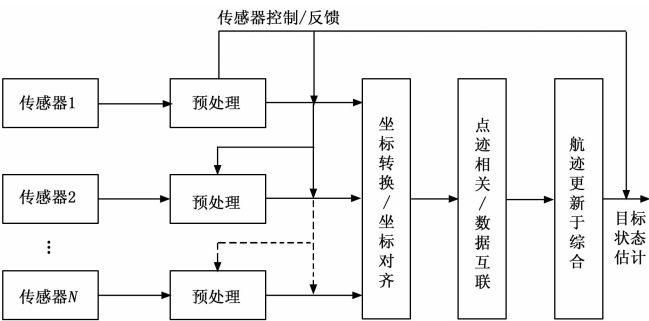 传感器控制/反馈
传感器1
预处理
传感器2
预处理
⋮
传感器N
预处理
坐标转换/坐标对齐
点迹相关/数据互联
航迹更新于综合
目标
状态
估计